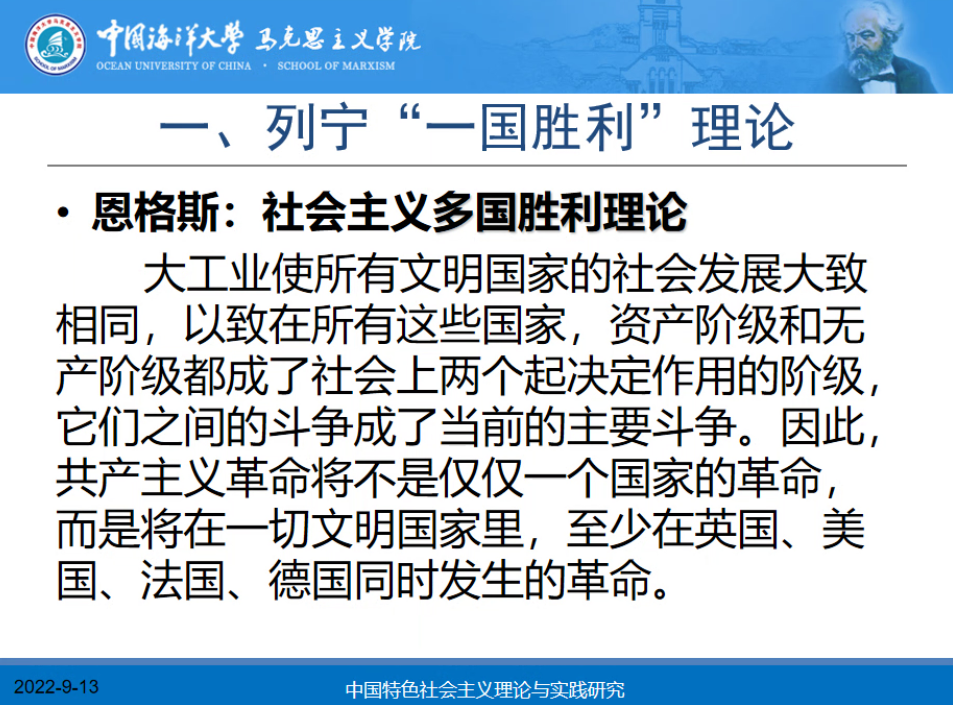 中国海洋大学 马克思主义学院
OCEAN UNIVERSITY OF CHINA · SCHOOL OF MARXISM
一、列宁“一国胜利”理论
• 恩格斯：社会主义多国胜利理论
大工业使所有文明国家的社会发展大致
相同，以致在所有这些国家，资产阶级和无
产阶级都成了社会上两个起决定作用的阶级，
它们之间的斗争成了当前的主要斗争。因此，
共产主义革命将不是仅仅一个国家的革命，
而是将在一切文明国家里，至少在英国、美
国、法国、德国同时发生的革命。
2022-9-13
中国特色社会主义理论与实践研究